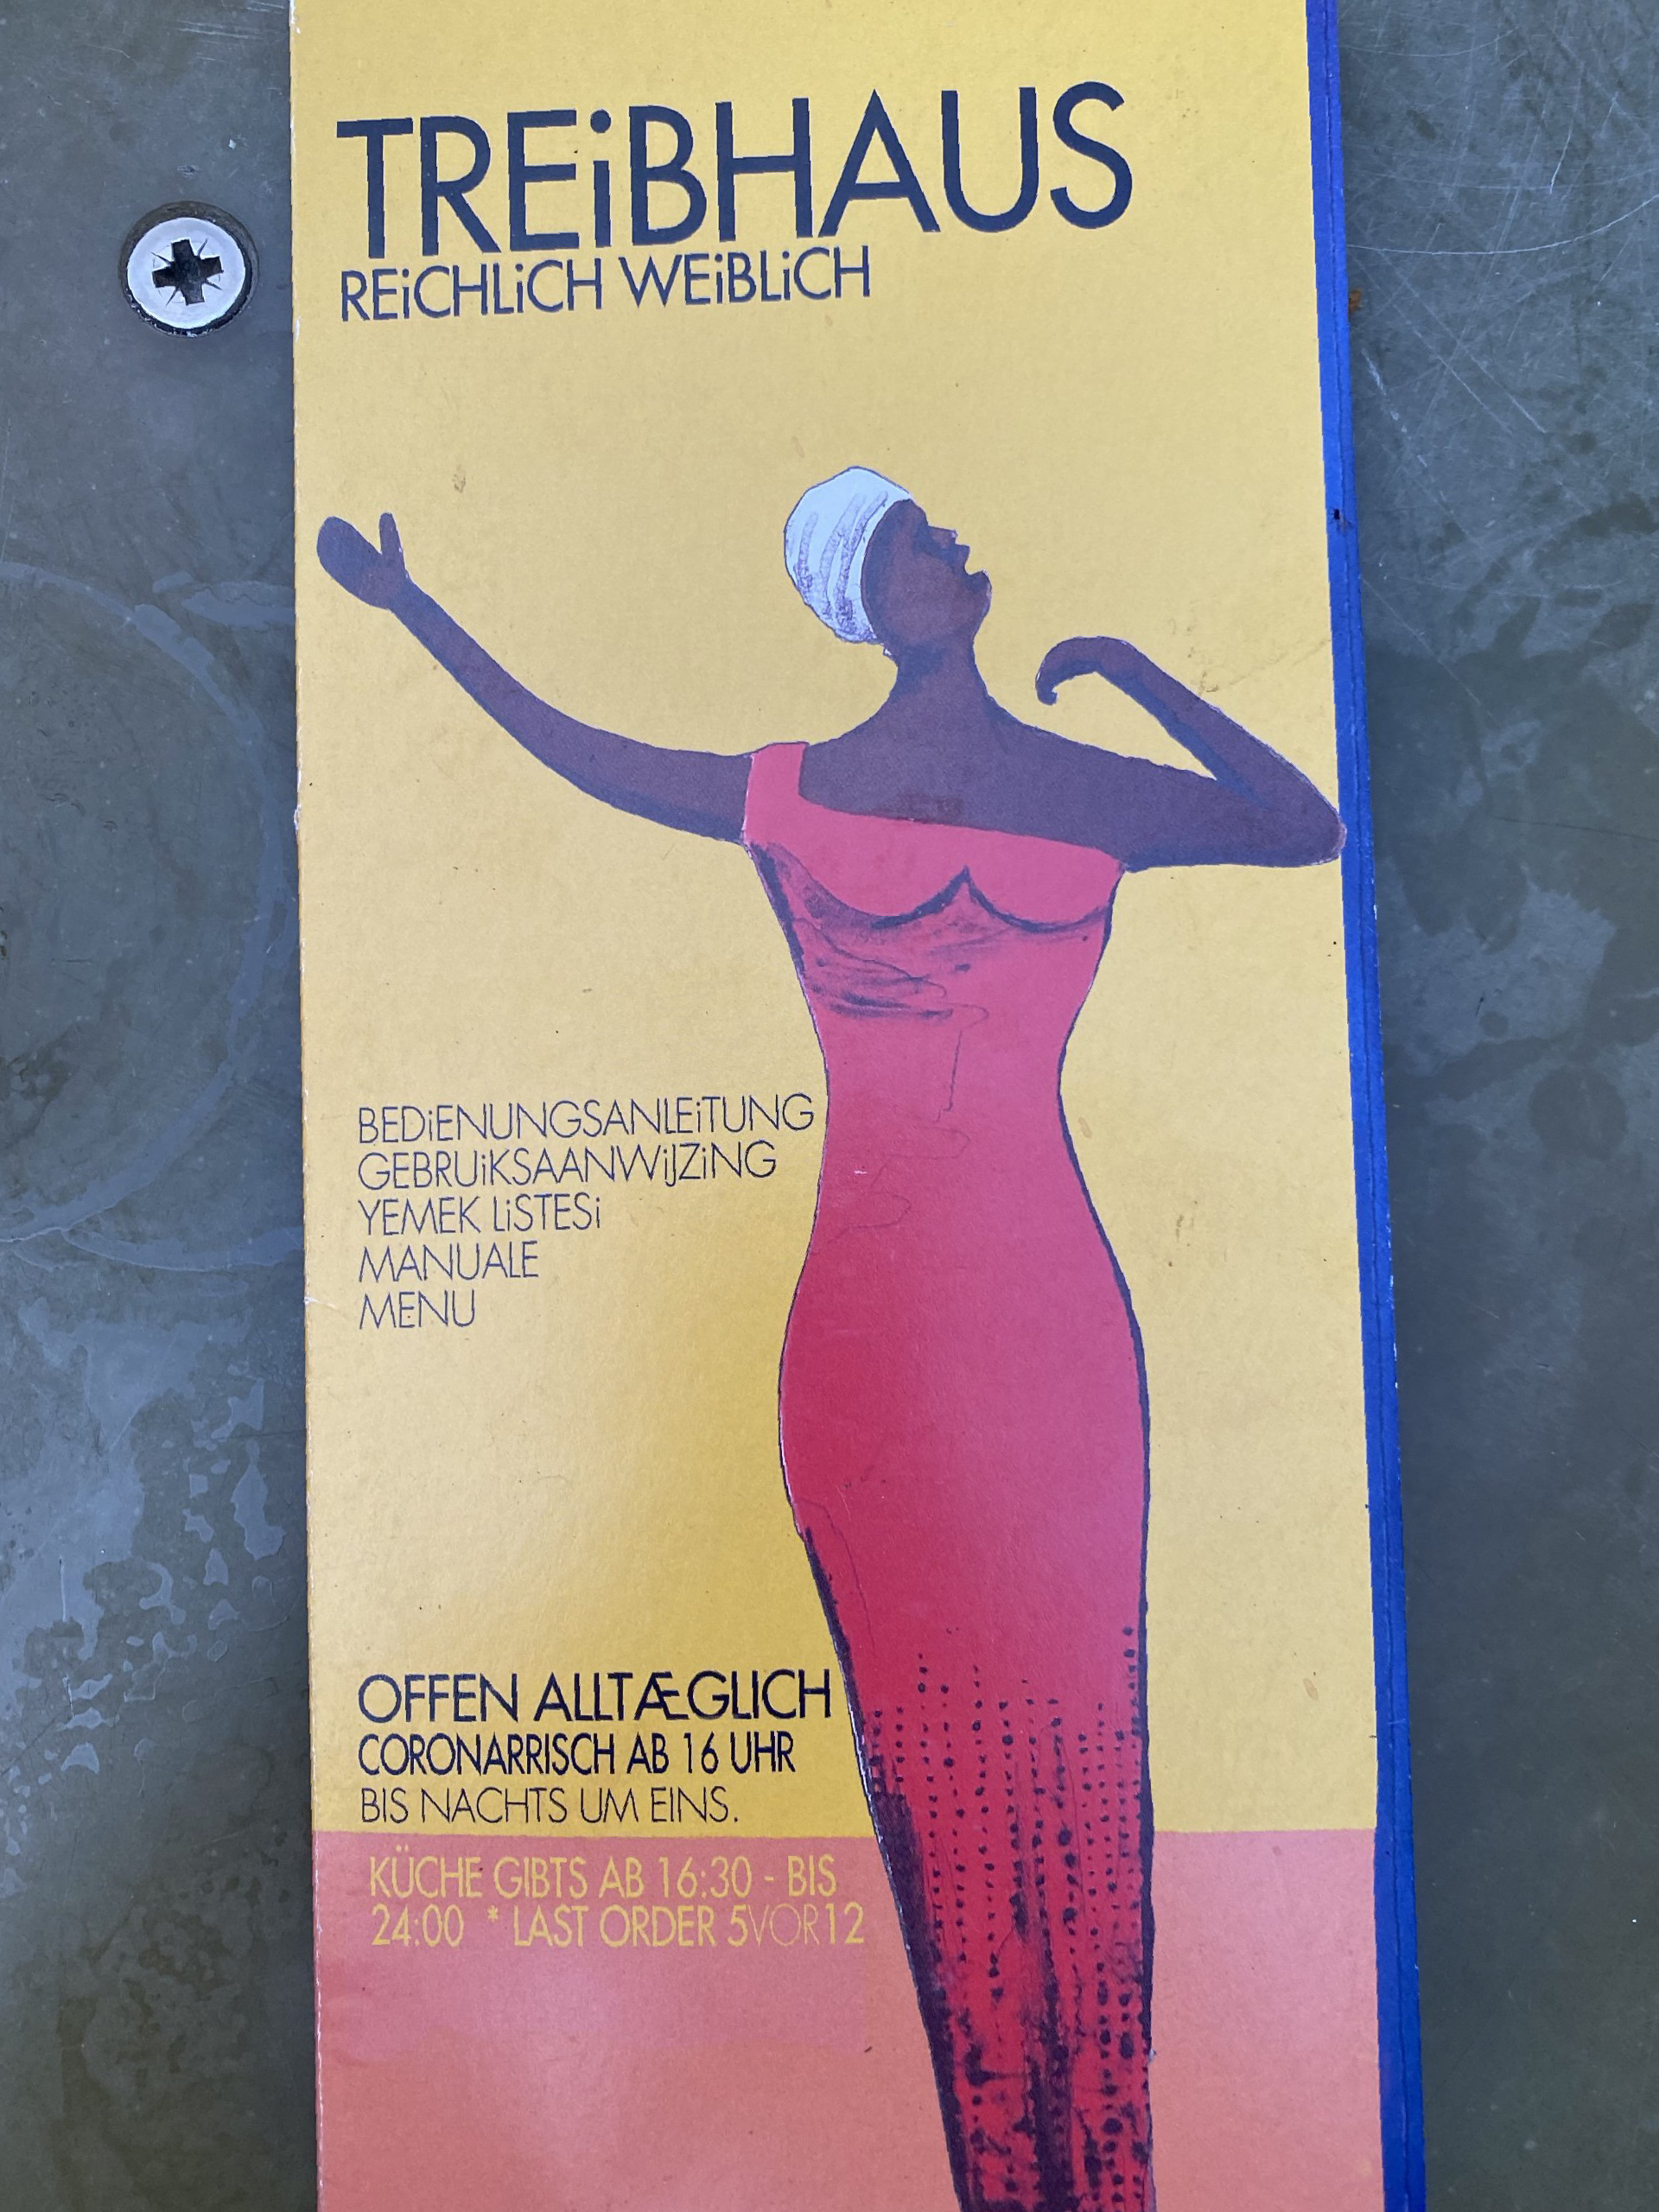 TREiBHAUS
REiCHLiCH WEiBLiCH
BEDiENUNGSANLEiTUNG
GEBRUiKSAANWiJZiNG
YEMEK LiSTESi
MANUALE
MENU
OFFEN ALLTÆGLICH
CORONARRISCH AB 16 UHR
BIS NACHTS UM EINS.
KÜCHE GIBTS AB 16:30 - BIS
24:00 * LAST ORDER 5VOR12